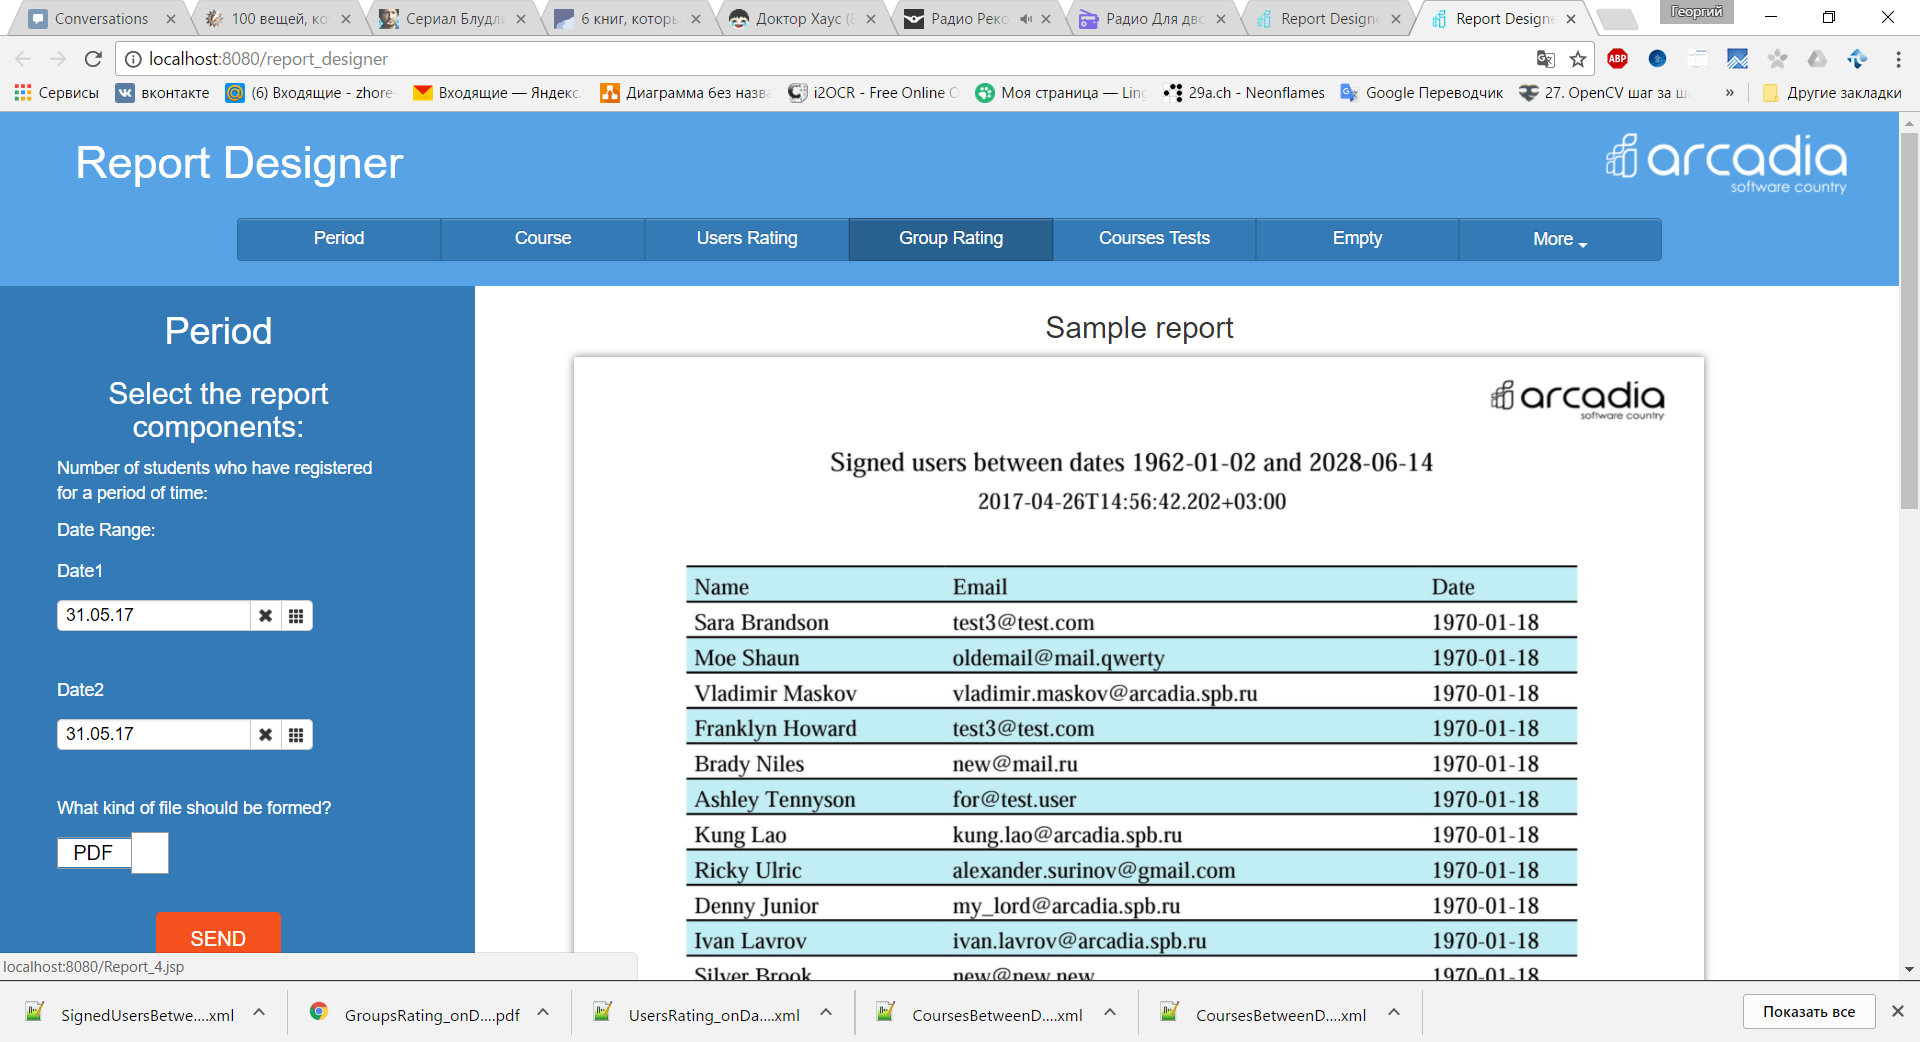 Conversations
100 вещей, ко
Сериал Блудли
6 книг, которы
Доктор Хаус (8
Радио Реко
Радио Для дво
Report Designe
Report Designe
Георгий
localhost:8080/report_designer
ABP
Сервисы
вконтакте
(6) Входящие - zhore
Входящие — Яндекс.
Диаграмма без назва
i2OCR - Free Online O
Моя страница — Ling
29a.ch - Neonflames
Google Переводчик
27. OpenCV шаг за ш
»
Другие закладки
Report Designer
arcadia
software country
Period
Course
Users Rating
Group Rating
Courses Tests
Empty
More
Period
Select the report
components:
Number of students who have registered
for a period of time:
Date Range:
Date1
31.05.17
Date2
31.05.17
What kind of file should be formed?
PDF
SEND
localhost:8080/Report_4.jsp
Sample report
arcadia
software country
Signed users between dates 1962-01-02 and 2028-06-14
2017-04-26T14:56:42.202+03:00
Name Email Date
Sara Brandson test3@test.com 1970-01-18
Moe Shaun oldemail@mail.qwerty 1970-01-18
Vladimir Maskov vladimir.maskov@arcadia.spb.ru 1970-01-18
Franklyn Howard test3@test.com 1970-01-18
Brady Niles new@mail.ru 1970-01-18
Ashley Tennyson for@test.user 1970-01-18
Kung Lao kung.lao@arcadia.spb.ru 1970-01-18
Ricky Ulric alexander.surinov@gmail.com 1970-01-18
Denny Junior my_lord@arcadia.spb.ru 1970-01-18
Ivan Lavrov ivan.lavrov@arcadia.spb.ru 1970-01-18
Silver Brook new@new.new 1970-01-18
SignedUsersBetwe....xml
GroupsRating_onD....pdf
UsersRating_onDa....xml
CoursesBetweenD....xml
CoursesBetweenD....xml
Показать все